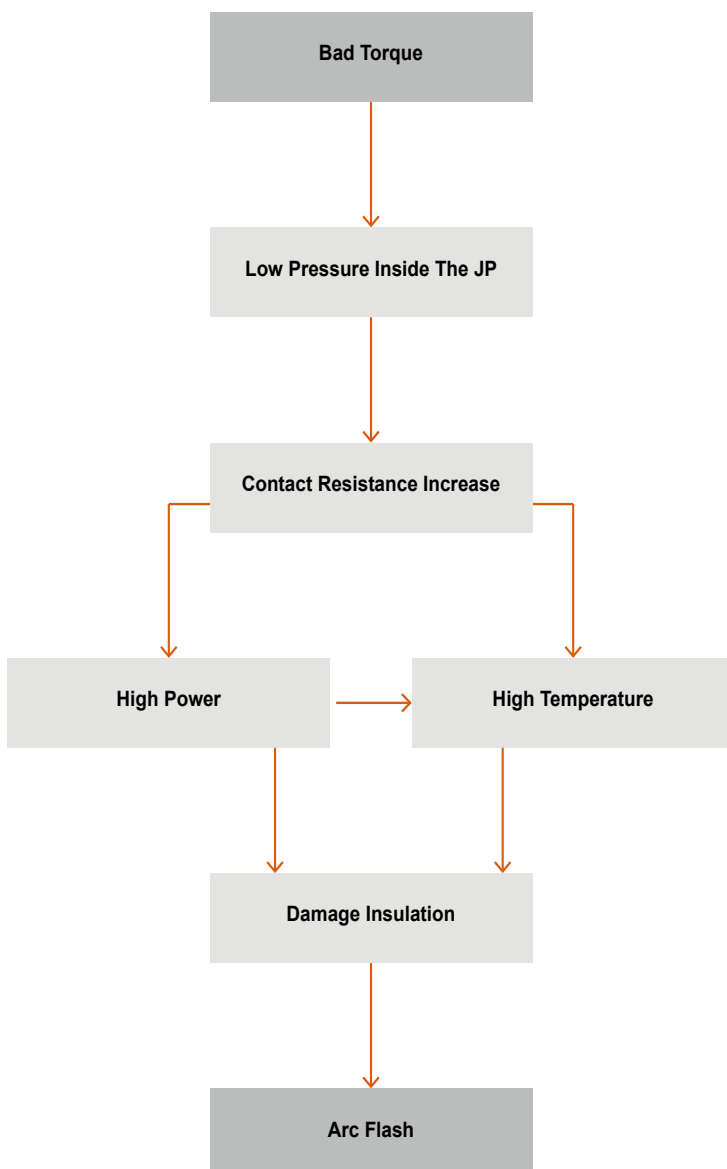 Bad Torque
Low Pressure Inside The JP
Contact Resistance Increase
High Power
High Temperature
Damage Insulation
Arc Flash